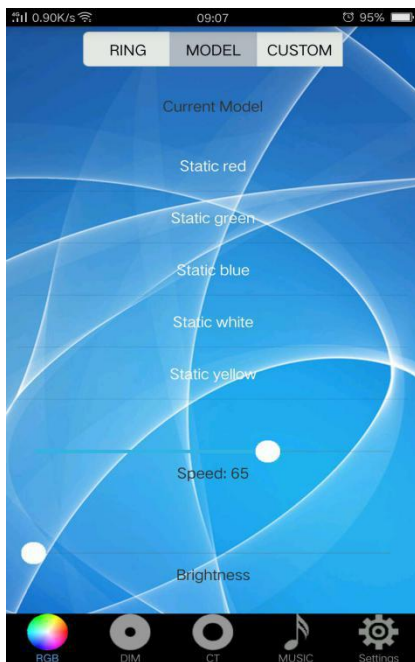 4G 0.90K/s 09:07 95%
RING MODEL CUSTOM
Current Model
Static red
Static green
Static blue
Static white
Static yellow
Speed: 65
Brightness
RGB DIM CT MUSIC Settings